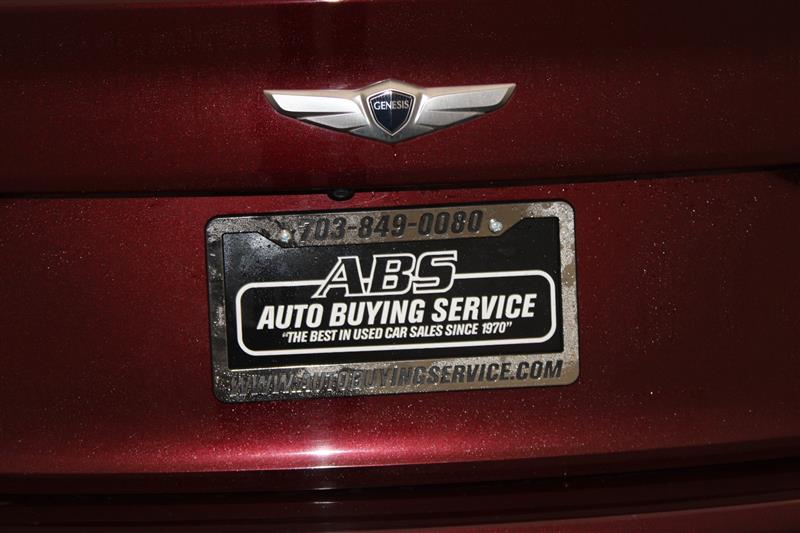 GENESIS
703-849-0080
ABS
AUTO BUYING SERVICE
"THE BEST IN USED CAR SALES SINCE 1970"
WWW.AUTOBUYINGSERVICE.COM